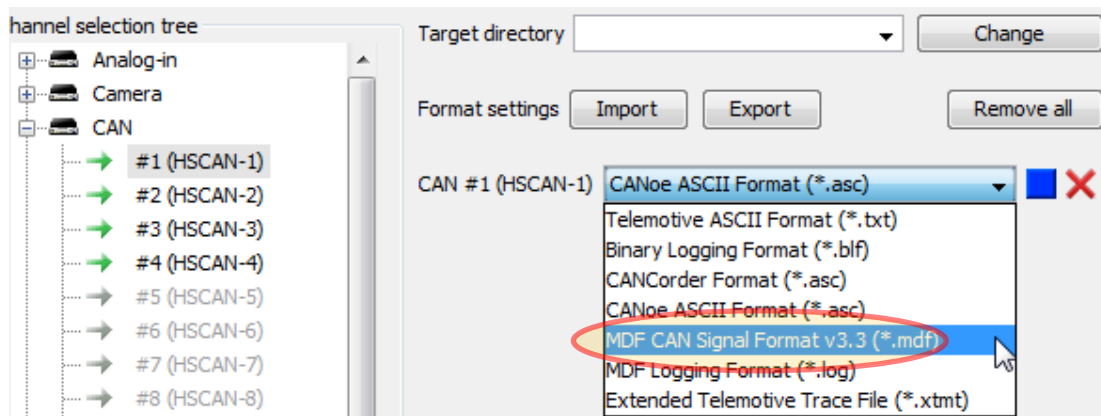 hannel selection tree
Analog-in
Camera
CAN
#1 (HSCAN-1)
#2 (HSCAN-2)
#3 (HSCAN-3)
#4 (HSCAN-4)
#5 (HSCAN-5)
#6 (HSCAN-6)
#7 (HSCAN-7)
#8 (HSCAN-8)
Target directory Change
Format settings Import Export Remove all
CAN #1 (HSCAN-1) CANoe ASCII Format (*.asc)
Telemotive ASCII Format (*.txt)
Binary Logging Format (*.blf)
CANCorder Format (*.asc)
CANoe ASCII Format (*.asc)
MDF CAN Signal Format v3.3 (*.mdf)
MDF Logging Format (*.log)
Extended Telemotive Trace File (*.xtmt)